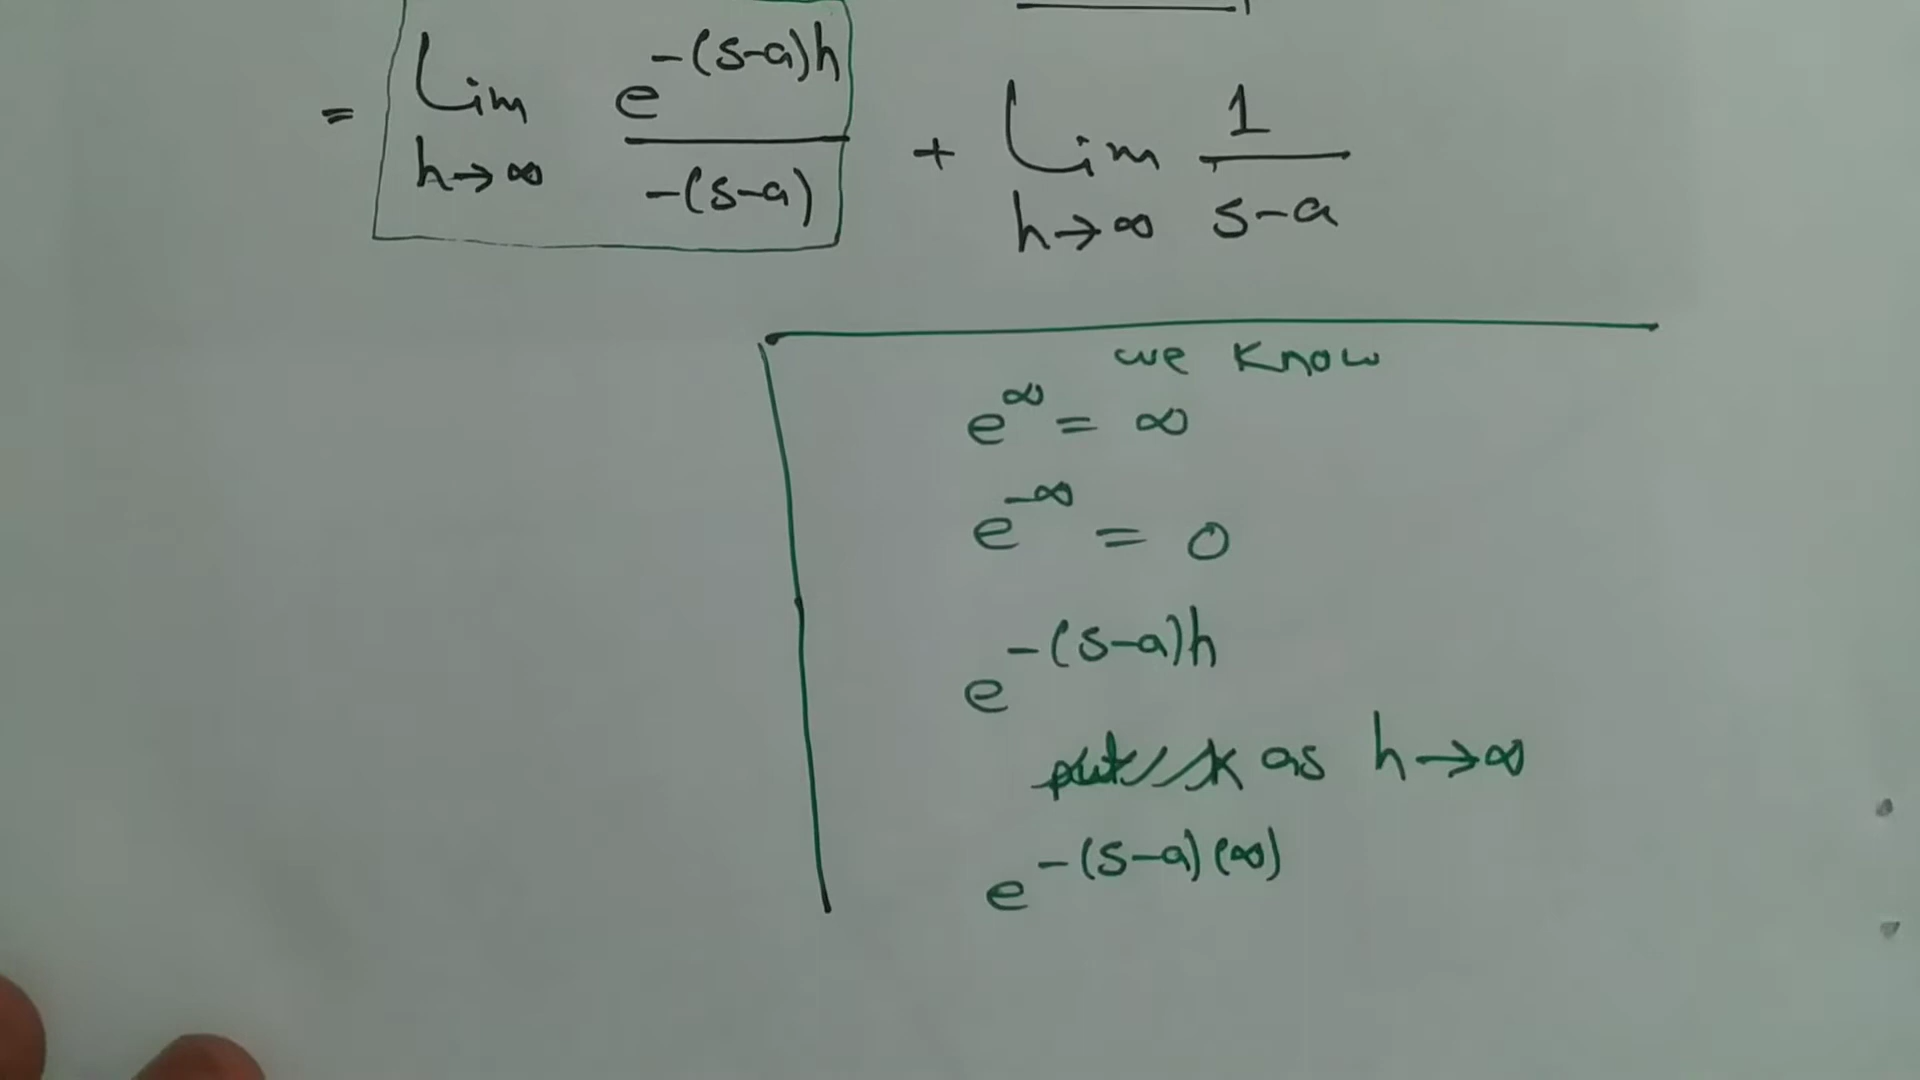 = Lim h→∞ e^-(s-a)h / -(s-a) + Lim h→∞ 1 / s-a
we know
e^∞ = ∞
e^-∞ = 0
e^-(s-a)h
as h→∞
e^-(s-a)(∞)